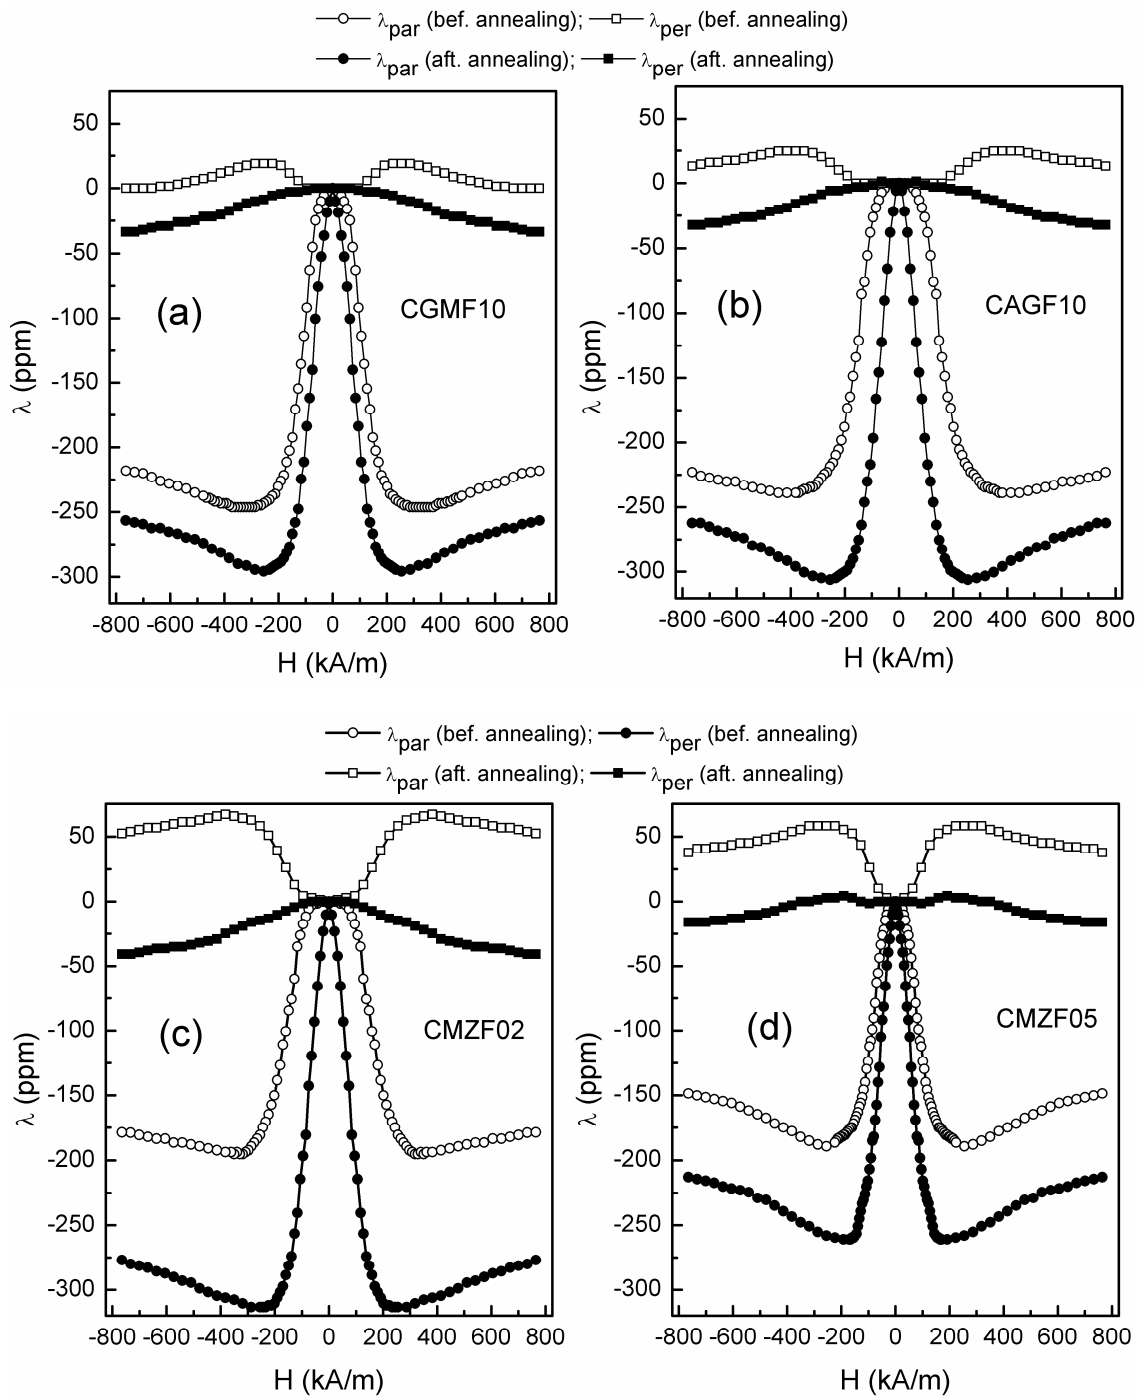 λpar (bef. annealing); λper (bef. annealing)
λpar (aft. annealing); λper (aft. annealing)
50
0
-50
-100
-150
-200
-250
-300
λ (ppm)
(a)
CGMF10
-800 -600 -400 -200 0 200 400 600 800
H (kA/m)
50
0
-50
-100
-150
-200
-250
-300
λ (ppm)
(b)
CAGF10
-800 -600 -400 -200 0 200 400 600 800
H (kA/m)
λpar (bef. annealing); λper (bef. annealing)
λpar (aft. annealing); λper (aft. annealing)
50
0
-50
-100
-150
-200
-250
-300
λ (ppm)
(c)
CMZF02
-800 -600 -400 -200 0 200 400 600 800
H (kA/m)
50
0
-50
-100
-150
-200
-250
-300
λ (ppm)
(d)
CMZF05
-800 -600 -400 -200 0 200 400 600 800
H (kA/m)